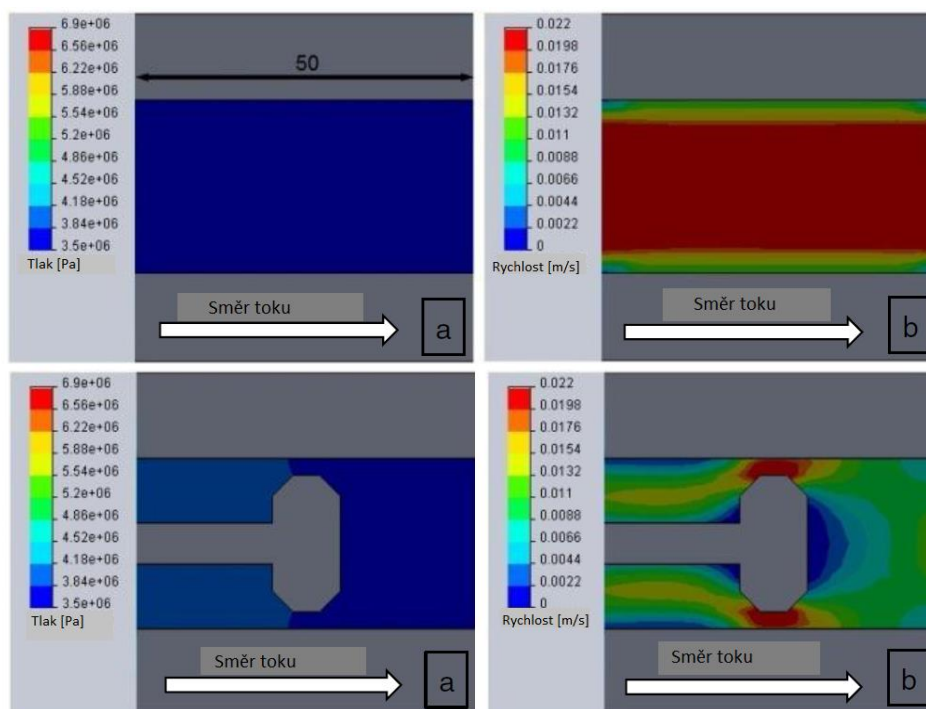 6.9e+06
6.56e+06
6.22e+06
5.88e+06
5.54e+06
5.2e+06
4.86e+06
4.52e+06
4.18e+06
3.84e+06
3.5e+06
Tlak [Pa]
50
Směr toku
a
0.022
0.0198
0.0176
0.0154
0.0132
0.011
0.0088
0.0066
0.0044
0.0022
0
Rychlost [m/s]
Směr toku
b
6.9e+06
6.56e+06
6.22e+06
5.88e+06
5.54e+06
5.2e+06
4.86e+06
4.52e+06
4.18e+06
3.84e+06
3.5e+06
Tlak [Pa]
Směr toku
a
0.022
0.0198
0.0176
0.0154
0.0132
0.011
0.0088
0.0066
0.0044
0.0022
0
Rychlost [m/s]
Směr toku
b